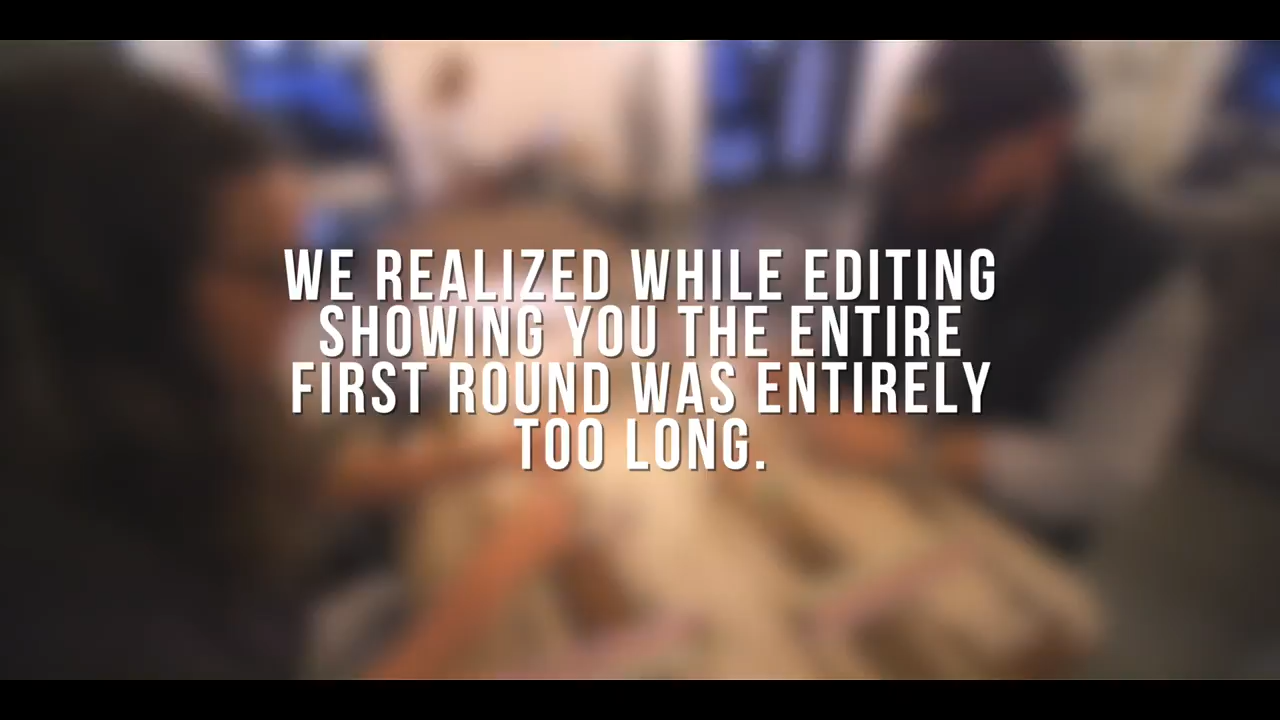 WE REALIZED WHILE EDITING
SHOWING YOU THE ENTIRE
FIRST ROUND WAS ENTIRELY
TOO LONG.